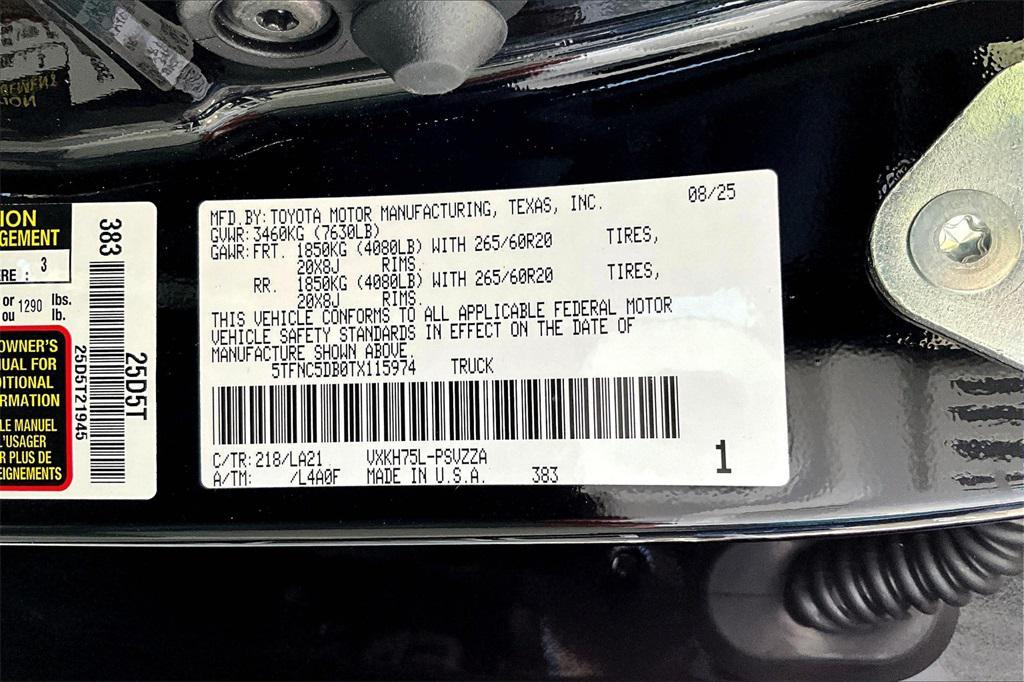 ION
GEMENT
ERE : 3
or 1290 lbs.
ou lb.
OWNER'S
UAL FOR
ITIONAL
RMATION
LE MANUEL
L'USAGER
R PLUS DE
EIGNEMENTS
383
25D5T21945
25D5T
MFD.BY:TOYOTA MOTOR MANUFACTURING, TEXAS, INC. 08/25
GVWR:3460KG (7630LB)
GAWR:FRT. 1850KG (4080LB) WITH 265/60R20 TIRES,
20X8J RIMS.
RR. 1850KG (4080LB) WITH 265/60R20 TIRES,
20X8J RIMS.
THIS VEHICLE CONFORMS TO ALL APPLICABLE FEDERAL MOTOR
VEHICLE SAFETY STANDARDS IN EFFECT ON THE DATE OF
MANUFACTURE SHOWN ABOVE.
5TFNC5DB0TX115974 TRUCK
C/TR:218/LA21 VXKH75L-PSVZZA
A/TM: /L4A0F MADE IN U.S.A. 383
1